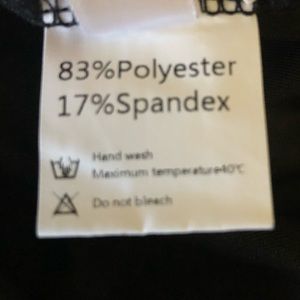 83%Polyester
17%Spandex
Hand wash
Maximum temperature40℃
Do not bleach